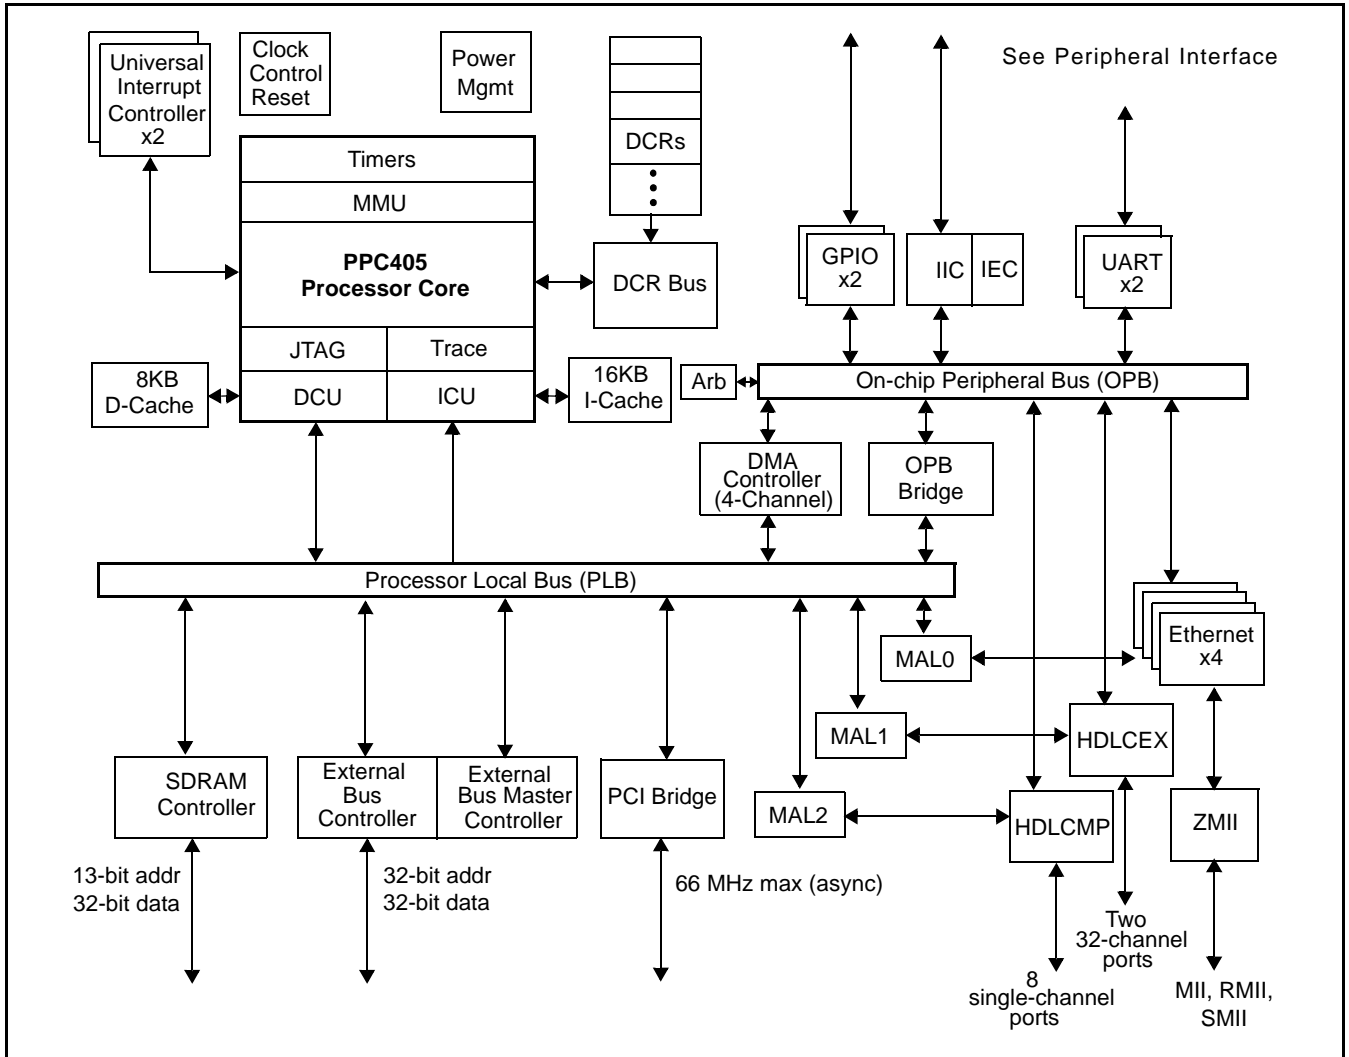 Universal
Interrupt
Controller
x2
Clock
Control
Reset
Power
Mgmt
DCRs
See Peripheral Interface
Timers
MMU
PPC405
Processor Core
JTAG
Trace
DCU
ICU
8KB
D-Cache
16KB
I-Cache
DCR Bus
GPIO
x2
IIC
IEC
UART
x2
Arb
On-chip Peripheral Bus (OPB)
DMA
Controller
(4-Channel)
OPB
Bridge
Processor Local Bus (PLB)
Ethernet
x4
MAL0
MAL1
HDLCEX
MAL2
HDLCMP
ZMII
SDRAM
Controller
External
Bus
Controller
External
Bus Master
Controller
PCI Bridge
13-bit addr
32-bit data
32-bit addr
32-bit data
66 MHz max (async)
Two
32-channel
ports
8
single-channel
ports
MII, RMII,
SMII